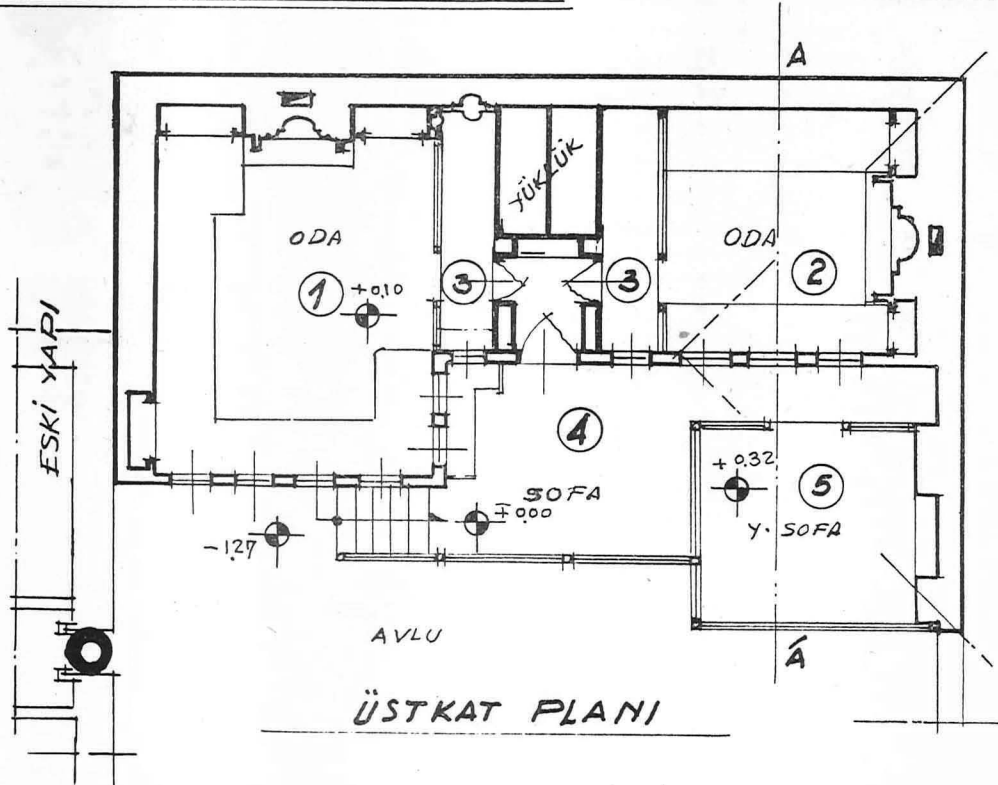 A
YÜKLÜK
ODA
ODA
1
+0.10
3
3
2
ESKİ YAPI
4
+0.32
5
SOFA
∓0.00
Y. SOFA
-1.27
AVLU
Á
ÜSTKAT PLANI